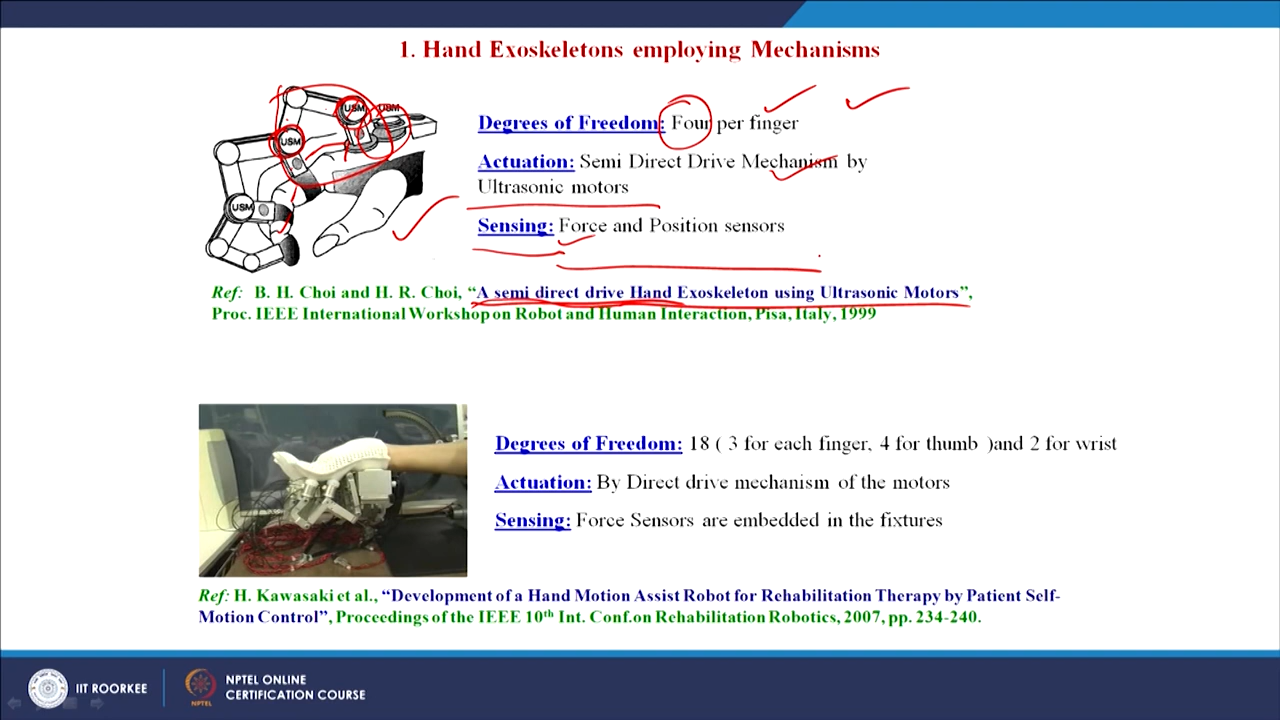 1. Hand Exoskeletons employing Mechanisms
USM
USM
USM
USM
Degrees of Freedom: Four per finger
Actuation: Semi Direct Drive Mechanism by
Ultrasonic motors
Sensing: Force and Position sensors
Ref: B. H. Choi and H. R. Choi, “A semi direct drive Hand Exoskeleton using Ultrasonic Motors”,
Proc. IEEE International Workshop on Robot and Human Interaction, Pisa, Italy, 1999
Degrees of Freedom: 18 ( 3 for each finger, 4 for thumb )and 2 for wrist
Actuation: By Direct drive mechanism of the motors
Sensing: Force Sensors are embedded in the fixtures
Ref: H. Kawasaki et al., “Development of a Hand Motion Assist Robot for Rehabilitation Therapy by Patient Self-
Motion Control”, Proceedings of the IEEE 10th Int. Conf.on Rehabilitation Robotics, 2007, pp. 234-240.
IIT ROORKEE
NPTEL
NPTEL ONLINE
CERTIFICATION COURSE